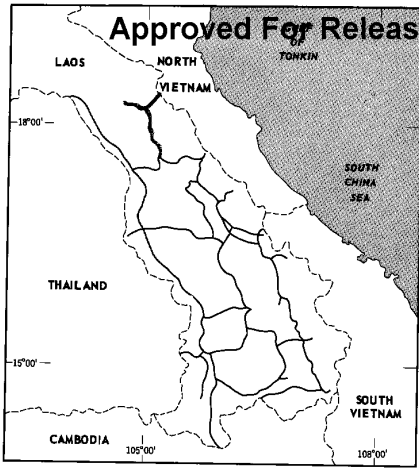 Approved For Releas
OF
TONKIN
LAOS
NORTH
VIETNAM
18°00'
SOUTH
CHINA
SEA
THAILAND
15°00'
SOUTH
VIETNAM
CAMBODIA
105°00'
108°00'